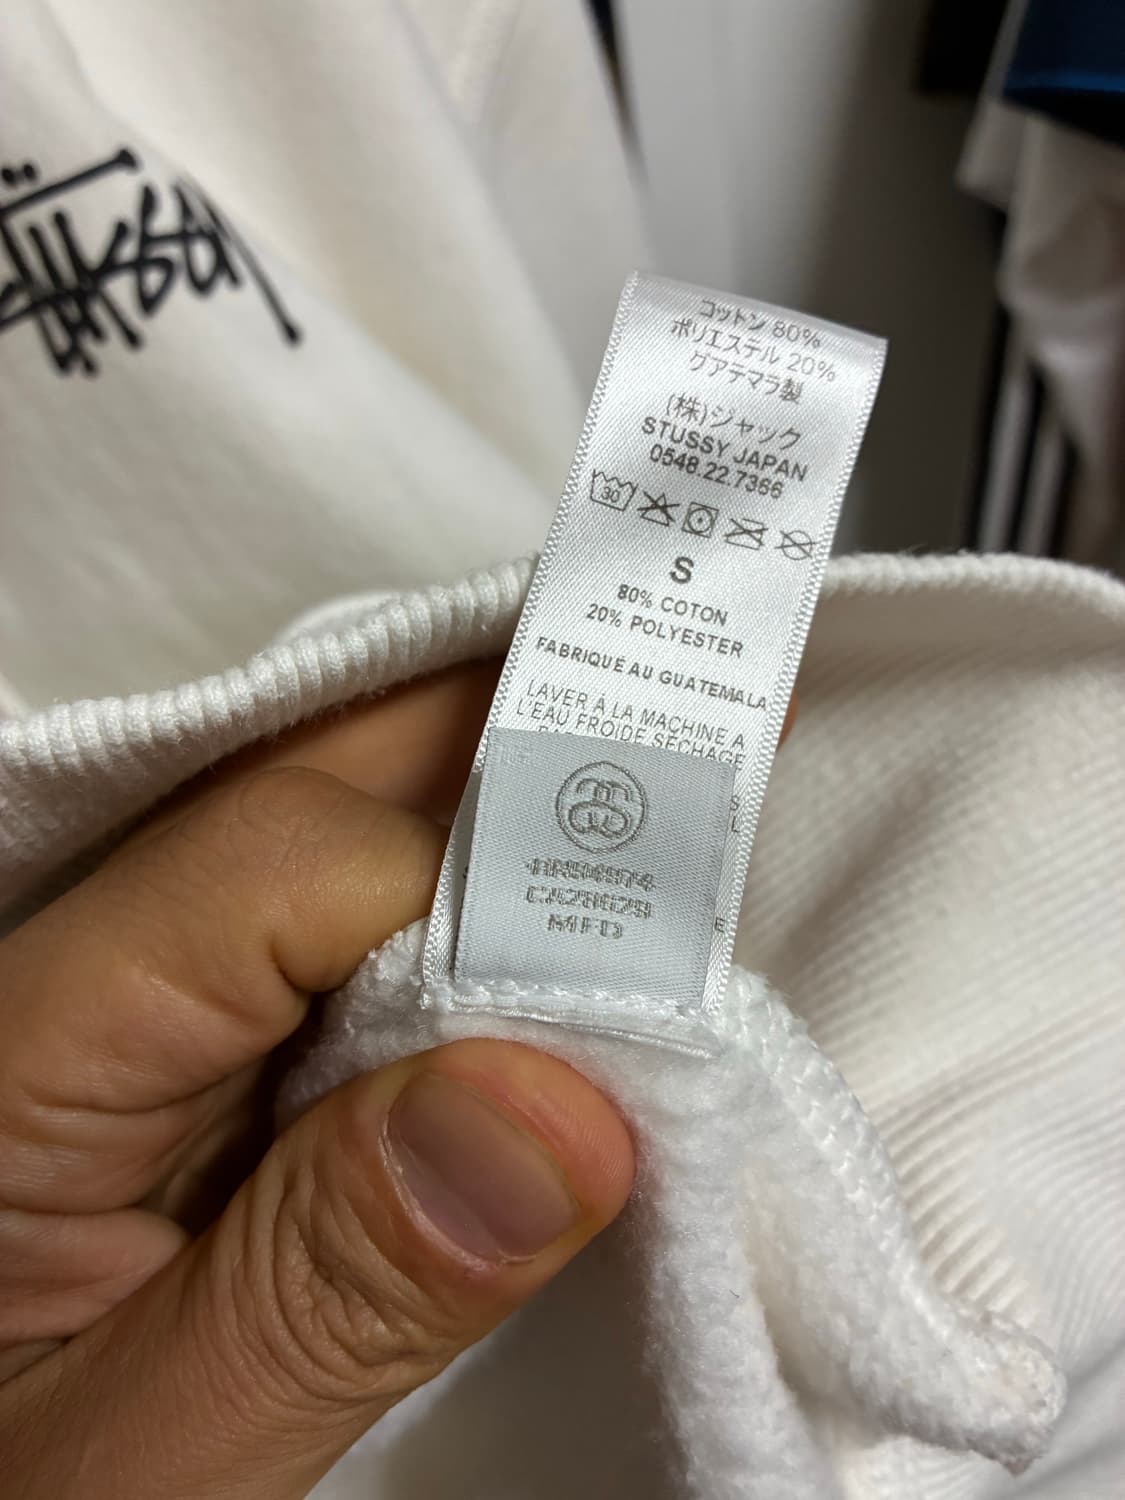 コットン 80%
ポリエステル 20%
グアテマラ製
(株)ジャック
STUSSY JAPAN
0548.22.7366
30
S
80% COTON
20% POLYESTER
FABRIQUÉ AU GUATEMALA
LAVER À LA MACHINE A
L'EAU FROIDE SÉCHAGE